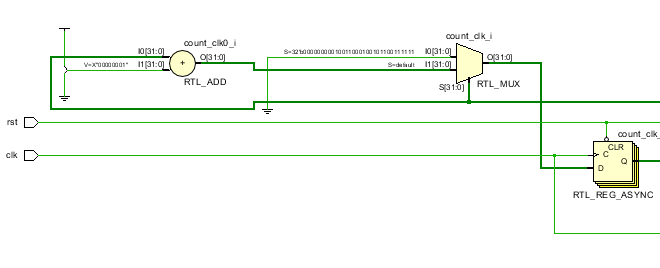 count_clk_i
count_clk0_i
S=32'b00000000010011000100101100111111
I0[31:0]
O[31:0]
I0[31:0]
O[31:0]
V=X"00000001"
I1[31:0]
+
S=default
I1[31:0]
RTL_ADD
S[31:0]
RTL_MUX
rst
count_clk_
CLR
clk
C
Q
D
RTL_REG_ASYNC